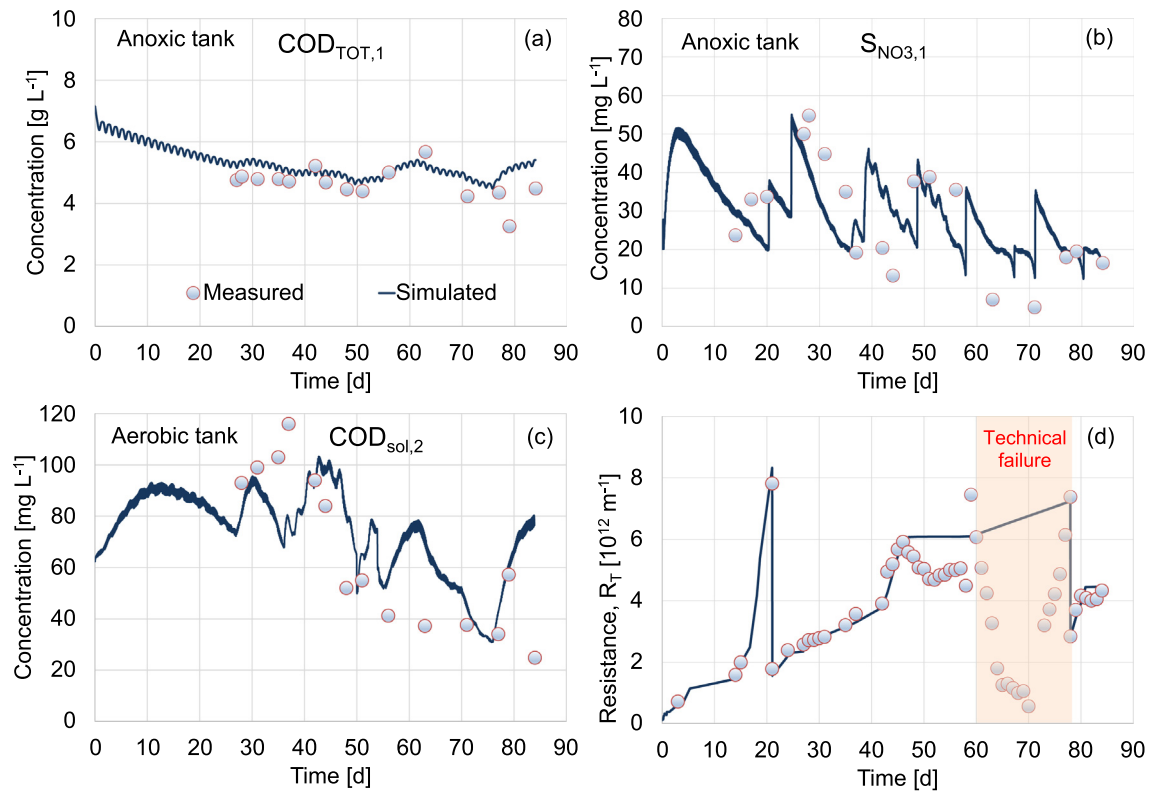 Anoxic tank
COD_TOT,1
(a)
Concentration [g L⁻¹]
10
8
6
4
2
0
Measured
Simulated
0 10 20 30 40 50 60 70 80 90
Time [d]
Anoxic tank
S_NO3,1
(b)
Concentration [mg L⁻¹]
80
70
60
50
40
30
20
10
0
0 10 20 30 40 50 60 70 80 90
Time [d]
Aerobic tank
COD_sol,2
(c)
Concentration [mg L⁻¹]
120
100
80
60
40
20
0
0 10 20 30 40 50 60 70 80 90
Time [d]
Technical
failure
(d)
Resistance, R_T [10¹² m⁻¹]
10
8
6
4
2
0
0 10 20 30 40 50 60 70 80 90
Time [d]